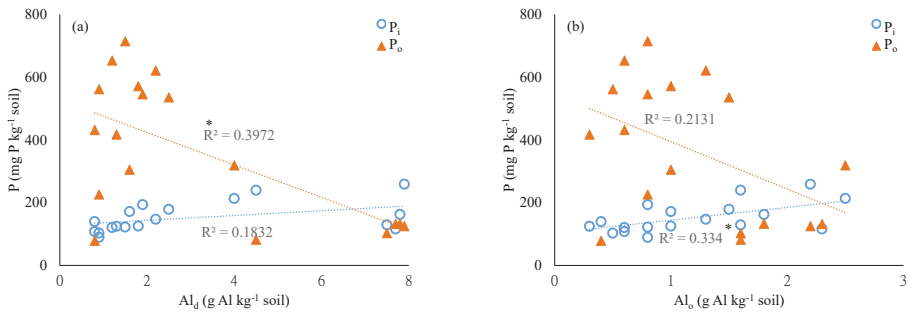 (a)
P (mg P kg⁻¹ soil)
800
600
400
200
0
Pᵢ
Pₒ
*
R² = 0.3972
R² = 0.1832
0 2 4 6 8
Al_d (g Al kg⁻¹ soil)
(b)
P (mg P kg⁻¹ soil)
800
600
400
200
0
Pᵢ
Pₒ
R² = 0.2131
*
R² = 0.334
0 1 2 3
Alₒ (g Al kg⁻¹ soil)